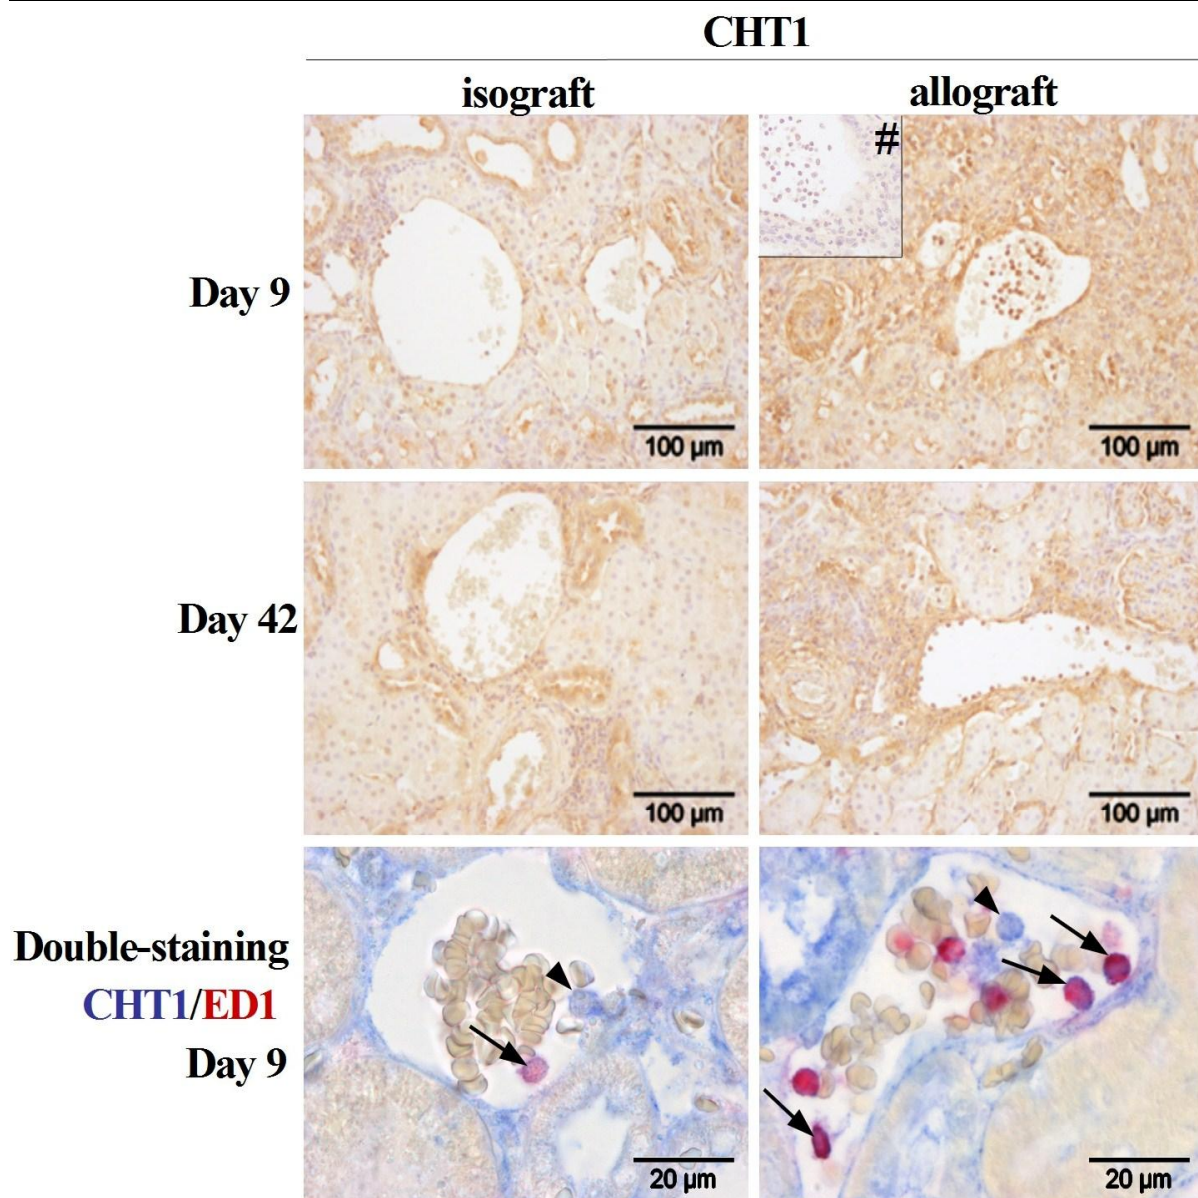 CHT1
isograft
allograft
#
Day 9
100 µm
100 µm
Day 42
100 µm
100 µm
Double-staining
CHT1/ED1
Day 9
20 µm
20 µm